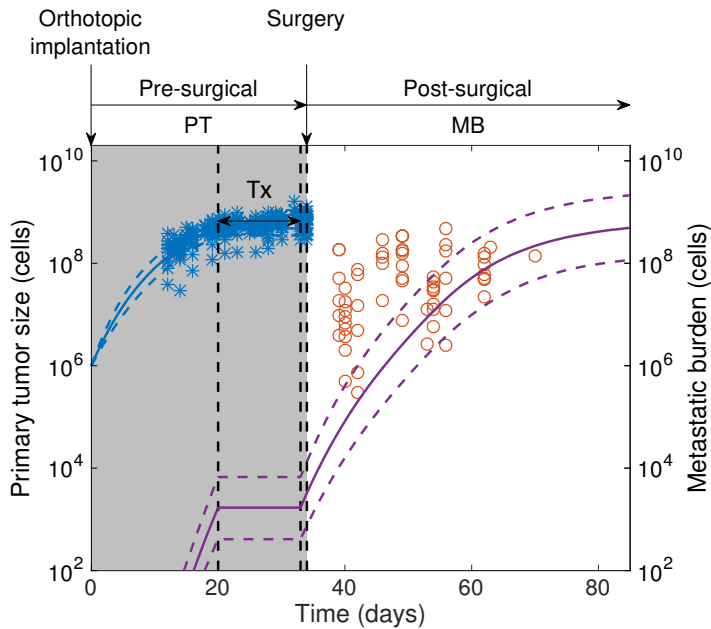 Orthotopic
implantation
Surgery
Pre-surgical
Post-surgical
PT
MB
Tx
Primary tumor size (cells)
10^10
10^8
10^6
10^4
10^2
Metastatic burden (cells)
10^10
10^8
10^6
10^4
10^2
0 20 40 60 80
Time (days)